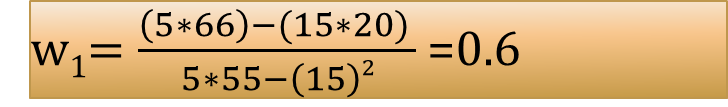 w₁= (5*66)−(15*20) / 5*55−(15)² =0.6